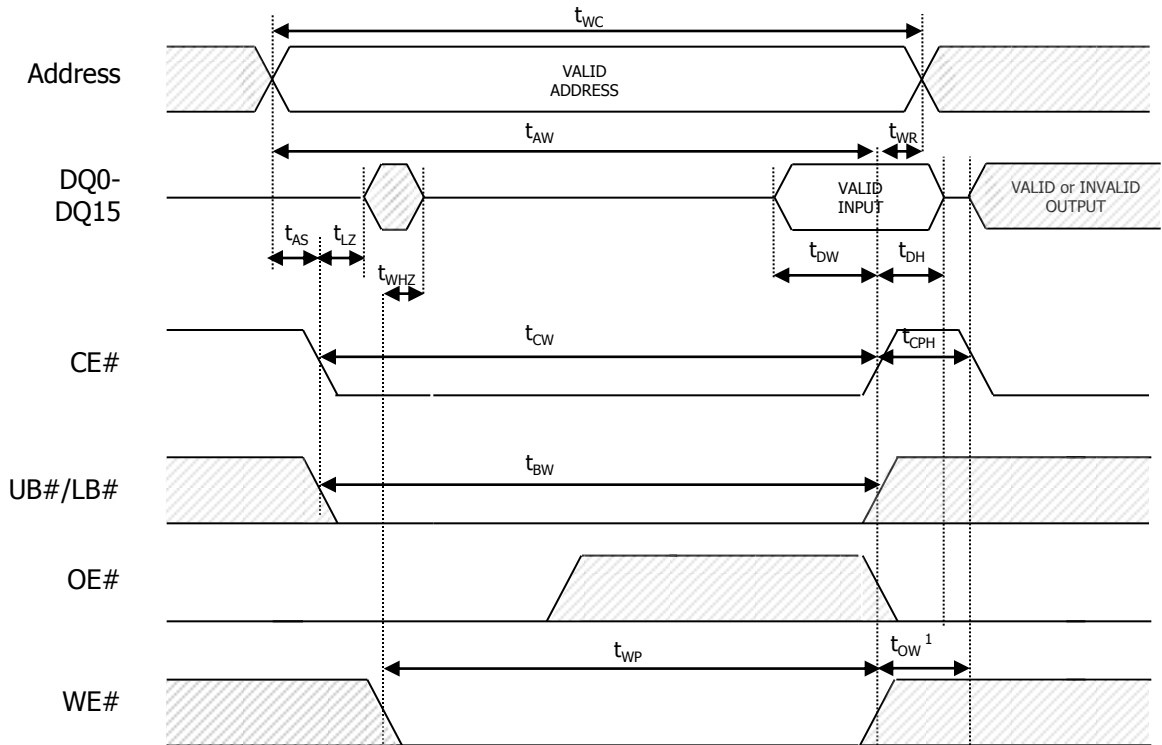 tWC
Address
VALID
ADDRESS
tAW
tWR
DQ0-
DQ15
VALID
INPUT
VALID or INVALID
OUTPUT
tAS
tLZ
tDW
tDH
tWHZ
CE#
tCW
tCPH
UB#/LB#
tBW
OE#
tWP
tOW 1
WE#